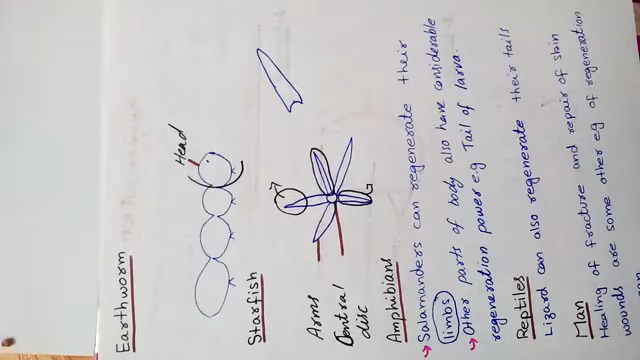 Earthworm
Head
Starfish
Arms
Central
disc
Amphibians
→ Salamanders can regenerate their
limbs
→ Other parts of body also have considerable
regeneration power e.g Tail of larva.
Reptiles
Lizard can also regenerate their tails
Man
Healing of fracture and repair of skin
wounds are some other eg of regeneration